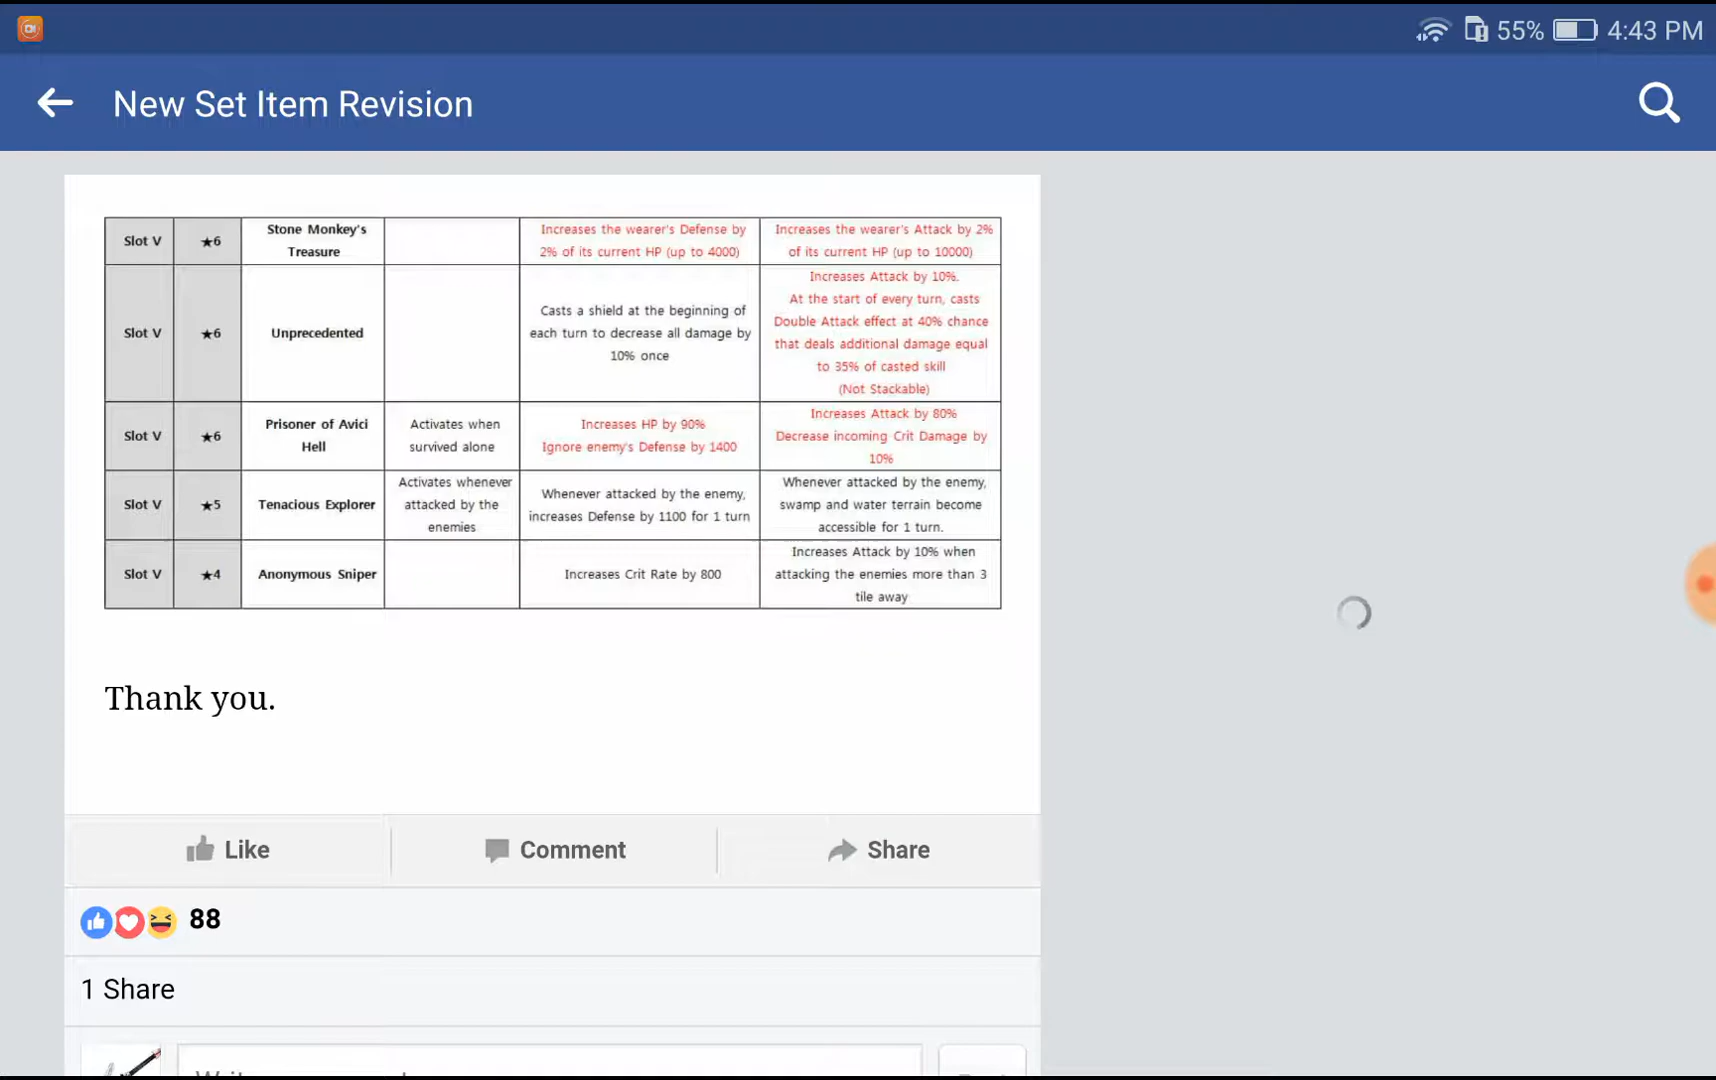 55% 4:43 PM
New Set Item Revision
Slot V ★6 Stone Monkey's Treasure Increases the wearer's Defense by 2% of its current HP (up to 4000) Increases the wearer's Attack by 2% of its current HP (up to 10000)
Slot V ★6 Unprecedented Casts a shield at the beginning of each turn to decrease all damage by 10% once Increases Attack by 10%. At the start of every turn, casts Double Attack effect at 40% chance that deals additional damage equal to 35% of casted skill (Not Stackable)
Slot V ★6 Prisoner of Avici Hell Activates when survived alone Increases HP by 90% Ignore enemy's Defense by 1400 Increases Attack by 80% Decrease incoming Crit Damage by 10%
Slot V ★5 Tenacious Explorer Activates whenever attacked by the enemies Whenever attacked by the enemy, increases Defense by 1100 for 1 turn Whenever attacked by the enemy, swamp and water terrain become accessible for 1 turn.
Slot V ★4 Anonymous Sniper Increases Crit Rate by 800 Increases Attack by 10% when attacking the enemies more than 3 tile away
Thank you.
Like Comment Share
88
1 Share